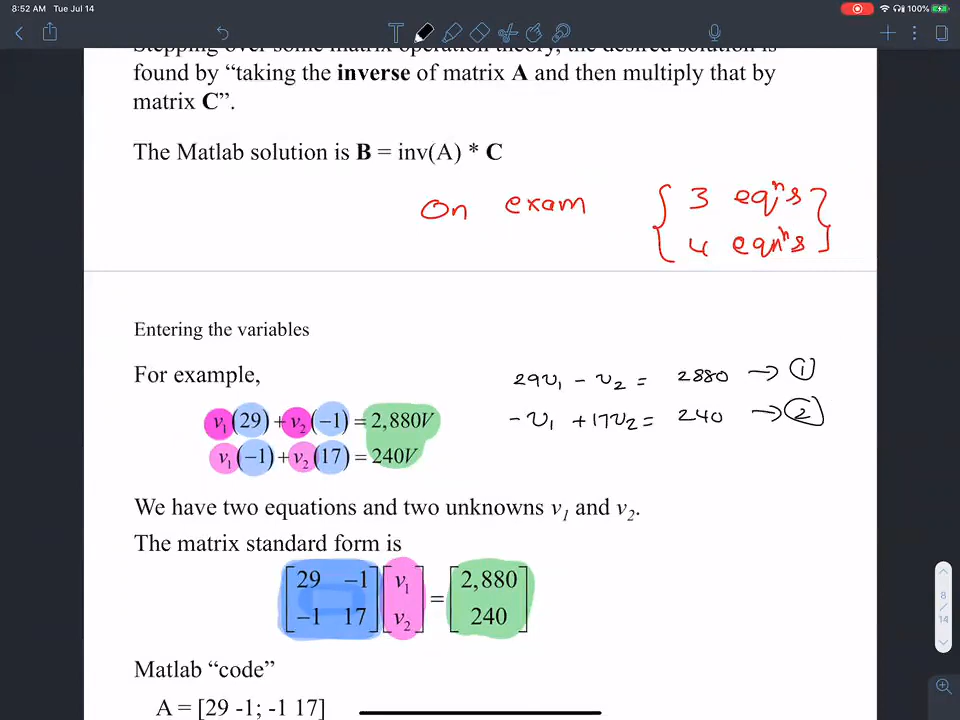 8:52 AM Tue Jul 14
100%
Stepping over some matrix operation theory, the desired solution is
found by “taking the inverse of matrix A and then multiply that by
matrix C”.
The Matlab solution is B = inv(A) * C
On exam { 3 eqⁿs }
{ 4 eqnⁿs }
Entering the variables
For example,
29v₁ - v₂ = 2880 → ①
v₁(29) + v₂(−1) = 2,880V
-v₁ + 17v₂ = 240 → ②
v₁(−1) + v₂(17) = 240V
We have two equations and two unknowns v₁ and v₂.
The matrix standard form is
[29 −1] [v₁] = [2,880]
[−1 17] [v₂] [240]
8
/
14
Matlab “code”
A = [29 -1; -1 17]